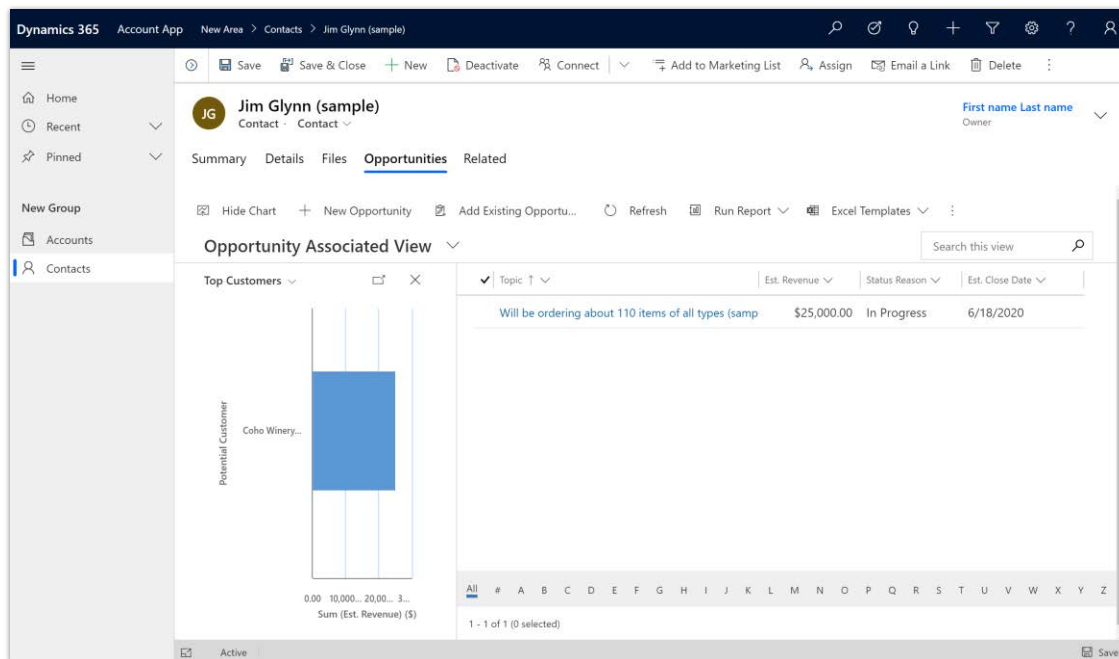 Dynamics 365 Account App New Area > Contacts > Jim Glynn (sample)
Save Save & Close New Deactivate Connect Add to Marketing List Assign Email a Link Delete
Home
Recent
Pinned
New Group
Accounts
Contacts
JG
Jim Glynn (sample)
Contact · Contact
First name Last name
Owner
Summary Details Files Opportunities Related
Hide Chart New Opportunity Add Existing Opportu... Refresh Run Report Excel Templates
Opportunity Associated View
Search this view
Top Customers
Topic ↑ Est. Revenue Status Reason Est. Close Date
Will be ordering about 110 items of all types (samp $25,000.00 In Progress 6/18/2020
Potential Customer
Coho Winery...
0.00 10,000... 20,00... 3...
Sum (Est. Revenue) ($)
All # A B C D E F G H I J K L M N O P Q R S T U V W X Y Z
1 - 1 of 1 (0 selected)
Active Save